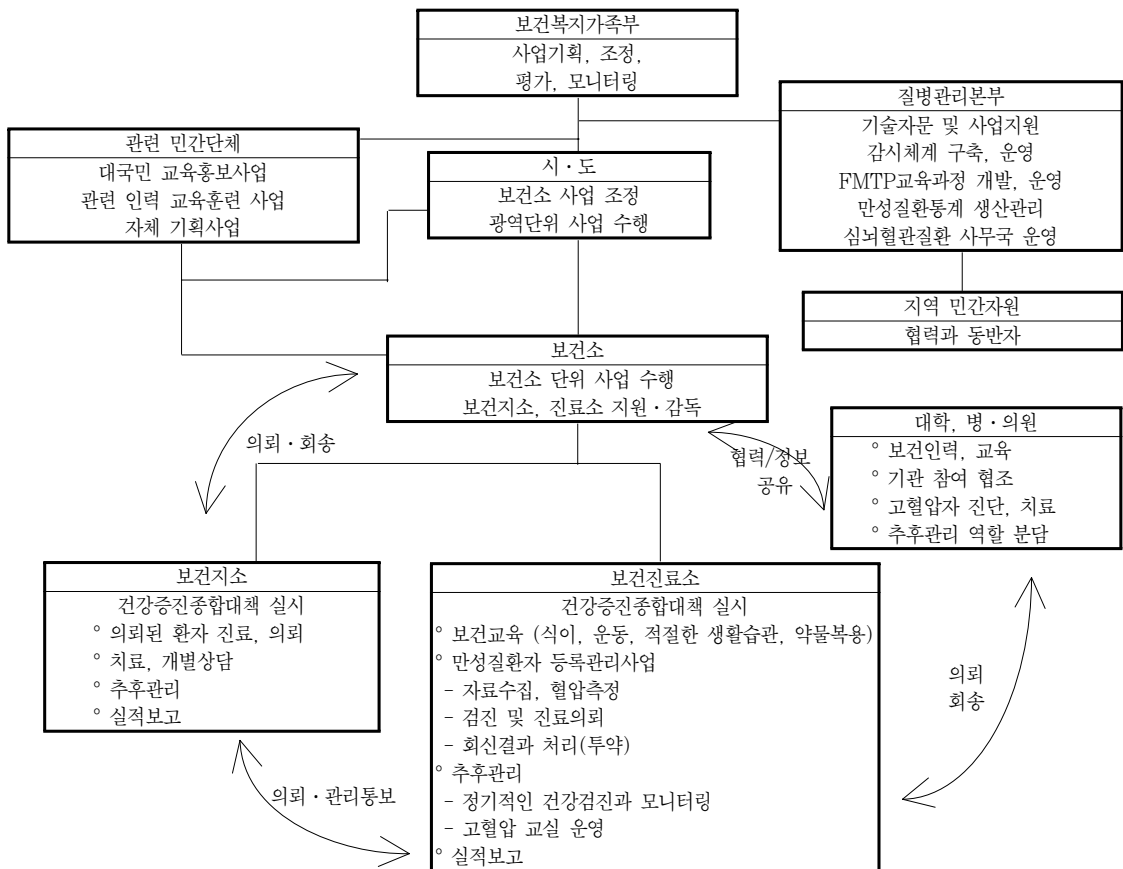 보건복지가족부
사업기획, 조정,
평가, 모니터링
질병관리본부
기술자문 및 사업지원
감시체계 구축, 운영
FMTP교육과정 개발, 운영
만성질환통계 생산관리
심뇌혈관질환 사무국 운영
관련 민간단체
대국민 교육홍보사업
관련 인력 교육훈련 사업
자체 기획사업
시・도
보건소 사업 조정
광역단위 사업 수행
지역 민간자원
협력과 동반자
보건소
보건소 단위 사업 수행
보건지소, 진료소 지원・감독
의뢰・회송
협력/정보
공유
대학, 병・의원
° 보건인력, 교육
° 기관 참여 협조
° 고혈압자 진단, 치료
° 추후관리 역할 분담
보건지소
건강증진종합대책 실시
° 의뢰된 환자 진료, 의뢰
° 치료, 개별상담
° 추후관리
° 실적보고
보건진료소
건강증진종합대책 실시
° 보건교육 (식이, 운동, 적절한 생활습관, 약물복용)
° 만성질환자 등록관리사업
- 자료수집, 혈압측정
- 검진 및 진료의뢰
- 회신결과 처리(투약)
° 추후관리
- 정기적인 건강검진과 모니터링
- 고혈압 교실 운영
° 실적보고
의뢰
회송
의뢰・관리통보